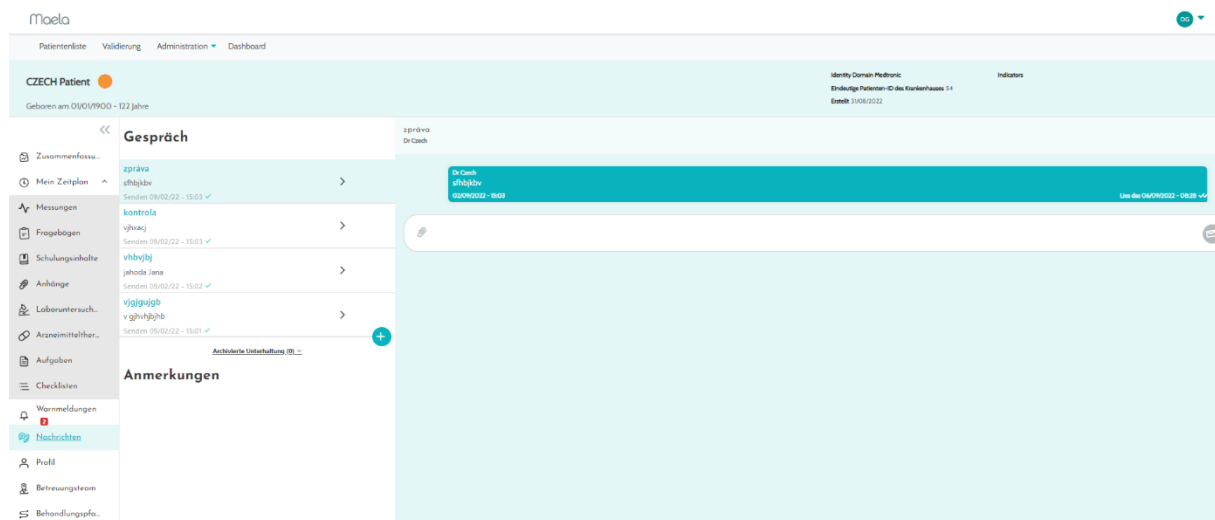 Maela
OG
Patientenliste Validierung Administration Dashboard
CZECH Patient
Geboren am 01/01/1900 - 122 Jahre
Identity Domain Medtronic
Eindeutige Patienten-ID des Krankenhauses 54
Erstellt 31/08/2022
Indicators
Zusammenfassu...
Mein Zeitplan
Messungen
Fragebögen
Schulungsinhalte
Anhänge
Laboruntersuch...
Arzneimittelther...
Aufgaben
Checklisten
Warnmeldungen
2
Nachrichten
Profil
Betreuungsteam
Behandlungspfa...
Gespräch
zpráva
sfhbjkbv
Senden 09/02/22 - 15:03
kontrola
vjhxacj
Senden 09/02/22 - 15:03
vhbvjbj
jahoda Jana
Senden 09/02/22 - 15:02
vjgjgujgb
v gjhvhjbjhb
Senden 09/02/22 - 15:01
Archivierte Unterhaltung (0)
Anmerkungen
zpráva
Dr Czech
Dr Czech
sfhbjkbv
02/09/2022 - 15:03
Lies das 06/09/2022 - 08:28